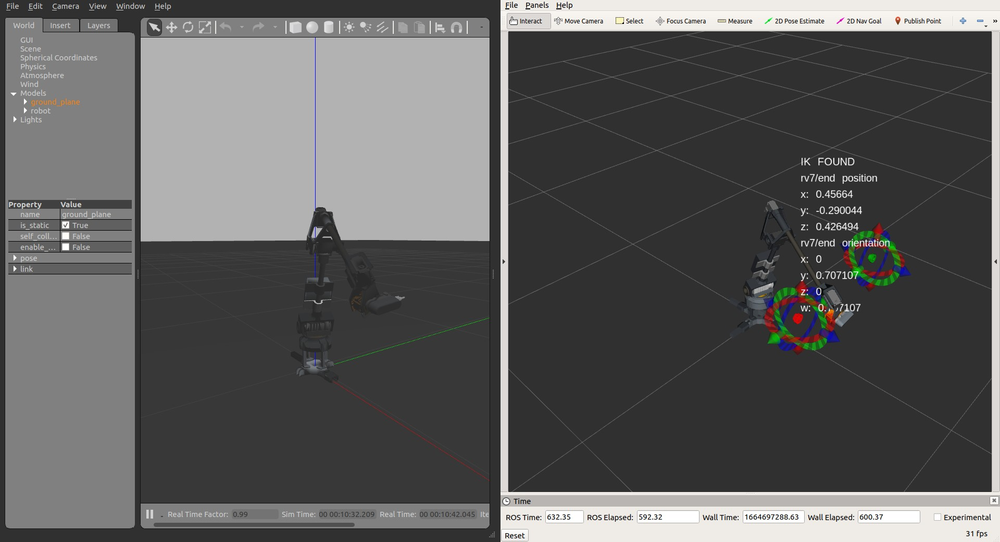 File Edit Camera View Window Help
World Insert Layers
GUI
Scene
Spherical Coordinates
Physics
Atmosphere
Wind
Models
ground_plane
robot
Lights
Property Value
name ground_plane
is_static True
self_coll... False
enable_... False
pose
link
Real Time Factor: 0.99 Sim Time: 00 00:10:32.209 Real Time: 00 00:10:42.045 Ite
File Panels Help
Interact Move Camera Select Focus Camera Measure 2D Pose Estimate 2D Nav Goal Publish Point »
IK FOUND
rv7/end position
x: 0.45664
y: -0.290044
z: 0.426494
rv7/end orientation
x: 0
y: 0.707107
z: 0
w: 0.707107
Time
ROS Time: 632.35 ROS Elapsed: 592.32 Wall Time: 1664697288.63 Wall Elapsed: 600.37 Experimental
Reset 31 fps